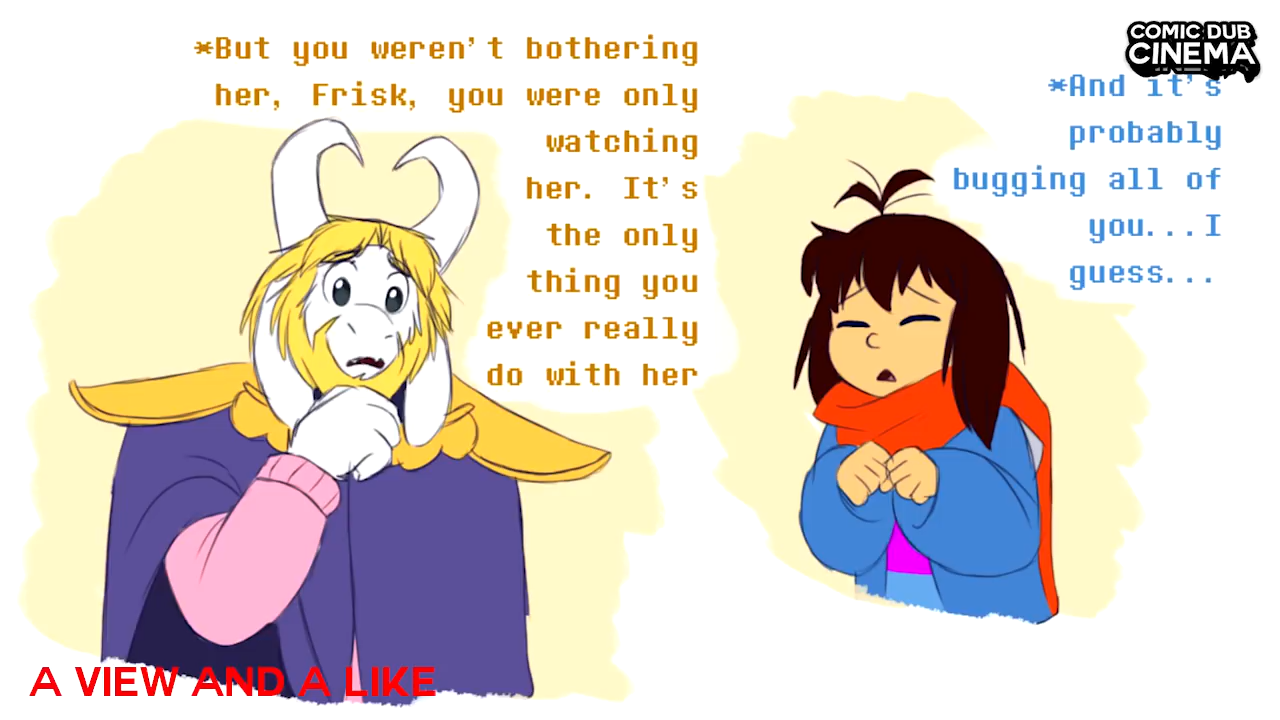 *But you weren't bothering
her, Frisk, you were only
watching
her. It's
the only
thing you
ever really
do with her
COMIC DUB
CINEMA
*And it's
probably
bugging all of
you...I
guess...
A VIEW AND A LIKE